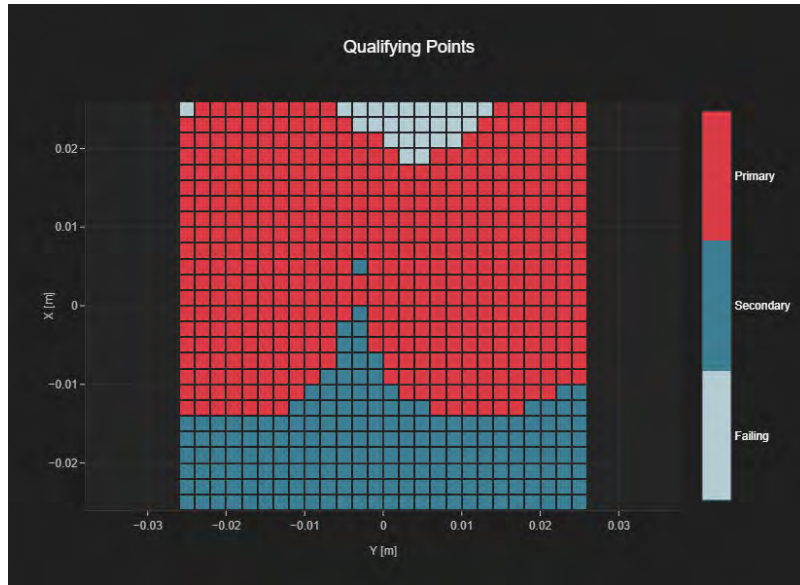 Qualifying Points
Primary
Secondary
Failing
0.02
0.01
0
−0.01
−0.02
X [m]
−0.03
−0.02
−0.01
0
0.01
0.02
0.03
Y [m]